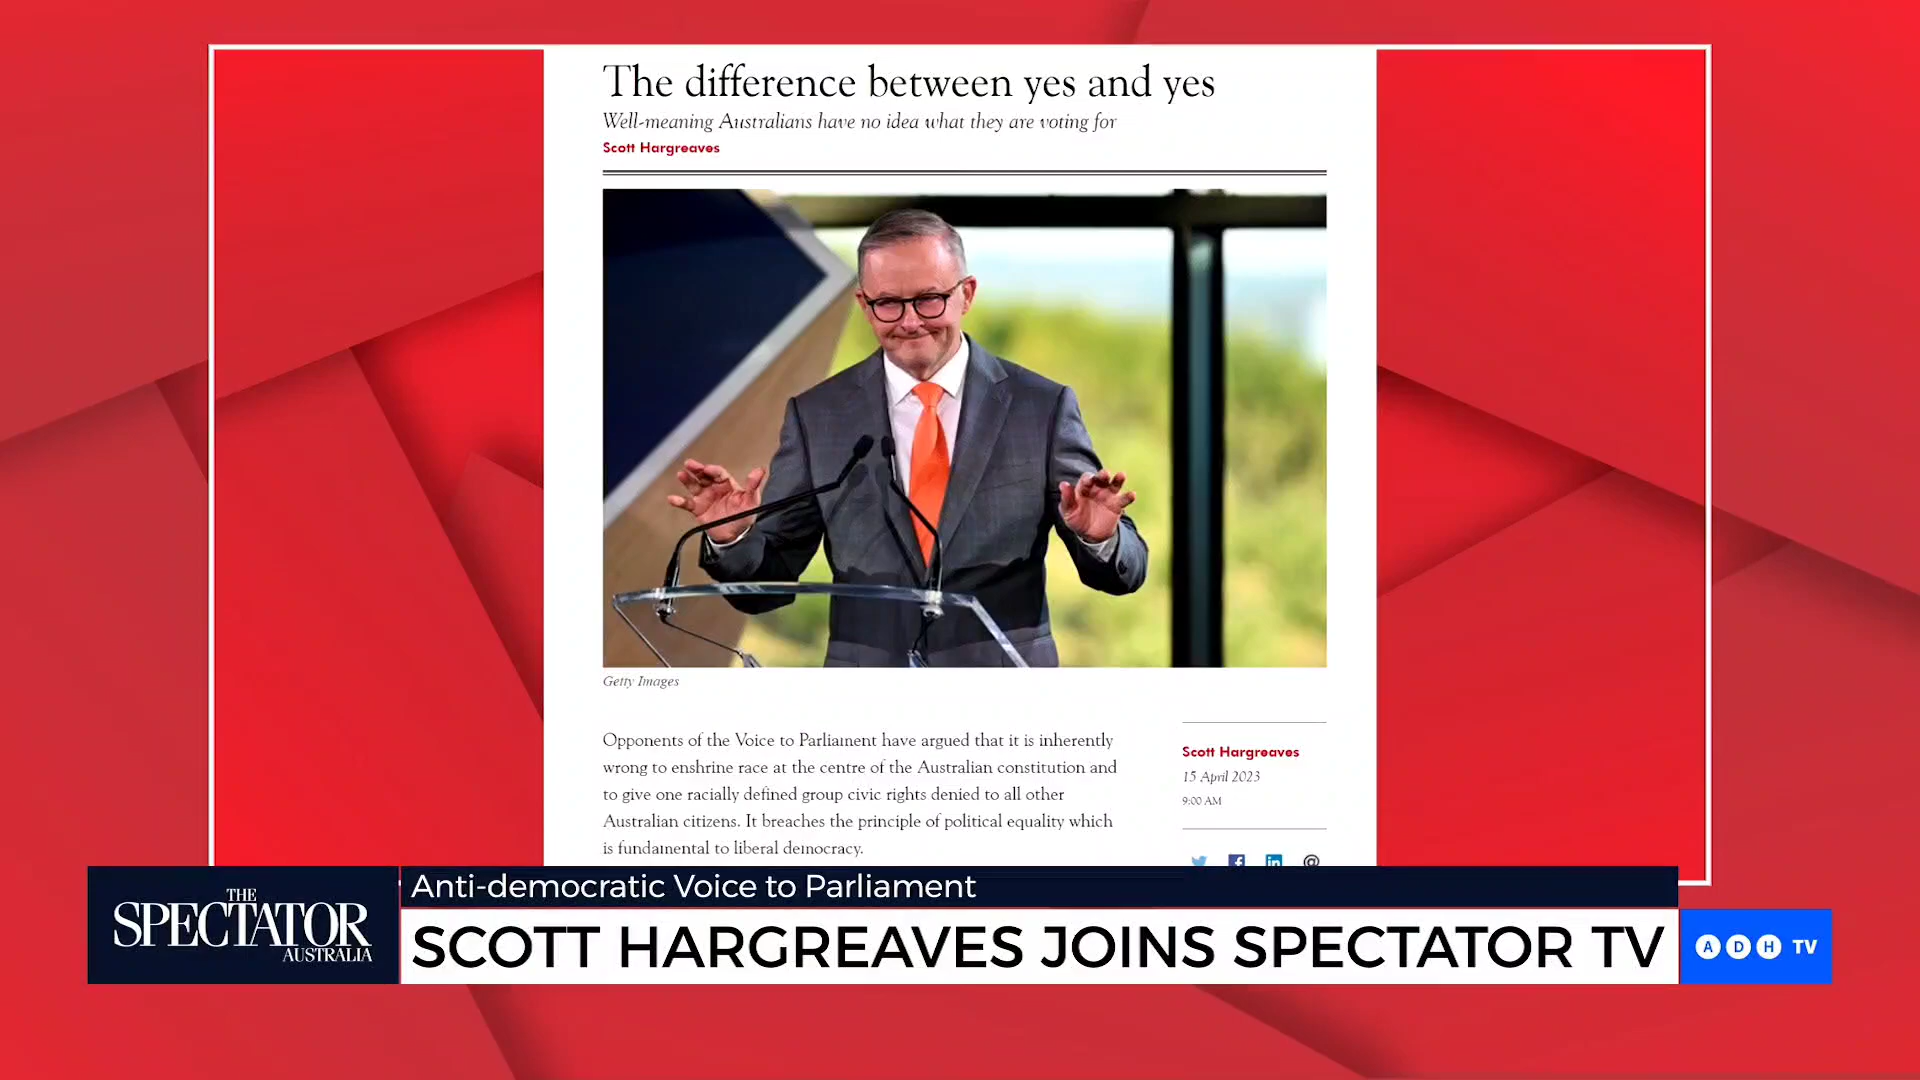 The difference between yes and yes
Well-meaning Australians have no idea what they are voting for
Scott Hargreaves
Getty Images
Opponents of the Voice to Parliament have argued that it is inherently
wrong to enshrine race at the centre of the Australian constitution and
to give one racially defined group civic rights denied to all other
Australian citizens. It breaches the principle of political equality which
is fundamental to liberal democracy.
Scott Hargreaves
15 April 2023
9:00 AM
THE
SPECTATOR
AUSTRALIA
Anti-democratic Voice to Parliament
SCOTT HARGREAVES JOINS SPECTATOR TV
ADH TV